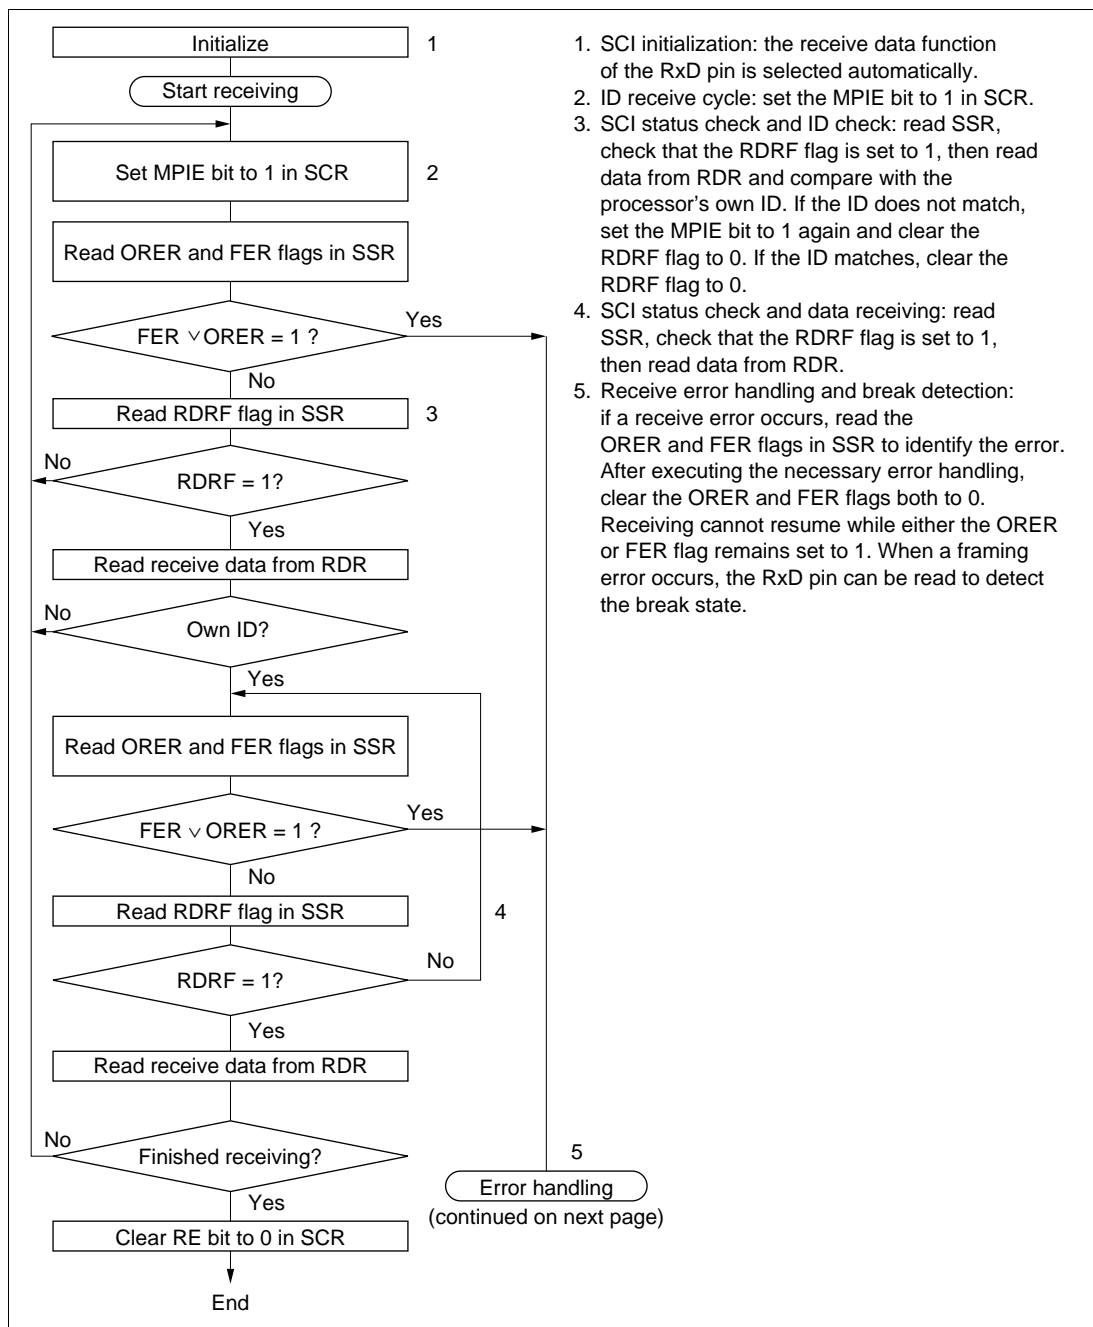 Initialize
1
Start receiving
Set MPIE bit to 1 in SCR
2
Read ORER and FER flags in SSR
FER ∨ ORER = 1 ?
Yes
No
Read RDRF flag in SSR
3
No
RDRF = 1?
Yes
Read receive data from RDR
No
Own ID?
Yes
Read ORER and FER flags in SSR
Yes
FER ∨ ORER = 1 ?
No
Read RDRF flag in SSR
4
No
RDRF = 1?
Yes
Read receive data from RDR
No
Finished receiving?
Yes
Clear RE bit to 0 in SCR
End
5
Error handling
(continued on next page)
1. SCI initialization: the receive data function
of the RxD pin is selected automatically.
2. ID receive cycle: set the MPIE bit to 1 in SCR.
3. SCI status check and ID check: read SSR,
check that the RDRF flag is set to 1, then read
data from RDR and compare with the
processor's own ID. If the ID does not match,
set the MPIE bit to 1 again and clear the
RDRF flag to 0. If the ID matches, clear the
RDRF flag to 0.
4. SCI status check and data receiving: read
SSR, check that the RDRF flag is set to 1,
then read data from RDR.
5. Receive error handling and break detection:
if a receive error occurs, read the
ORER and FER flags in SSR to identify the error.
After executing the necessary error handling,
clear the ORER and FER flags both to 0.
Receiving cannot resume while either the ORER
or FER flag remains set to 1. When a framing
error occurs, the RxD pin can be read to detect
the break state.